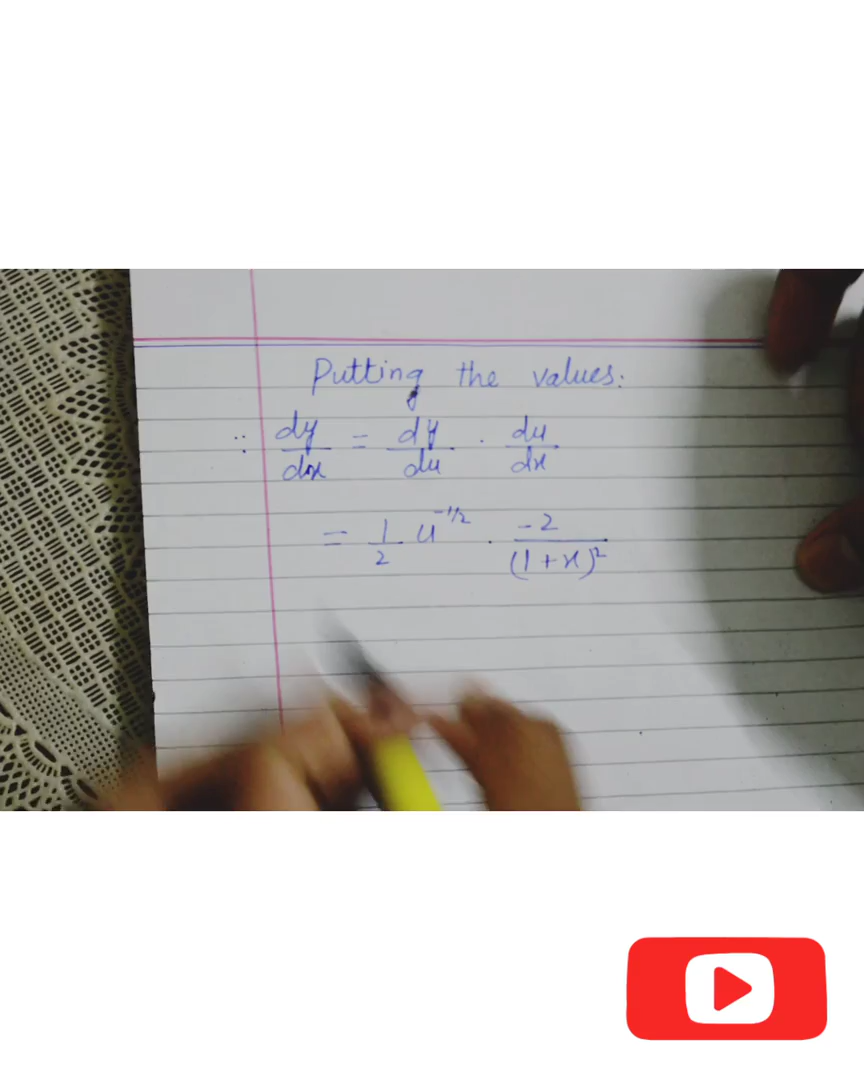 Putting the values:
∴ dy/dx = dy/du . du/dx
= 1/2 u^-1/2 . -2/(1+x)²